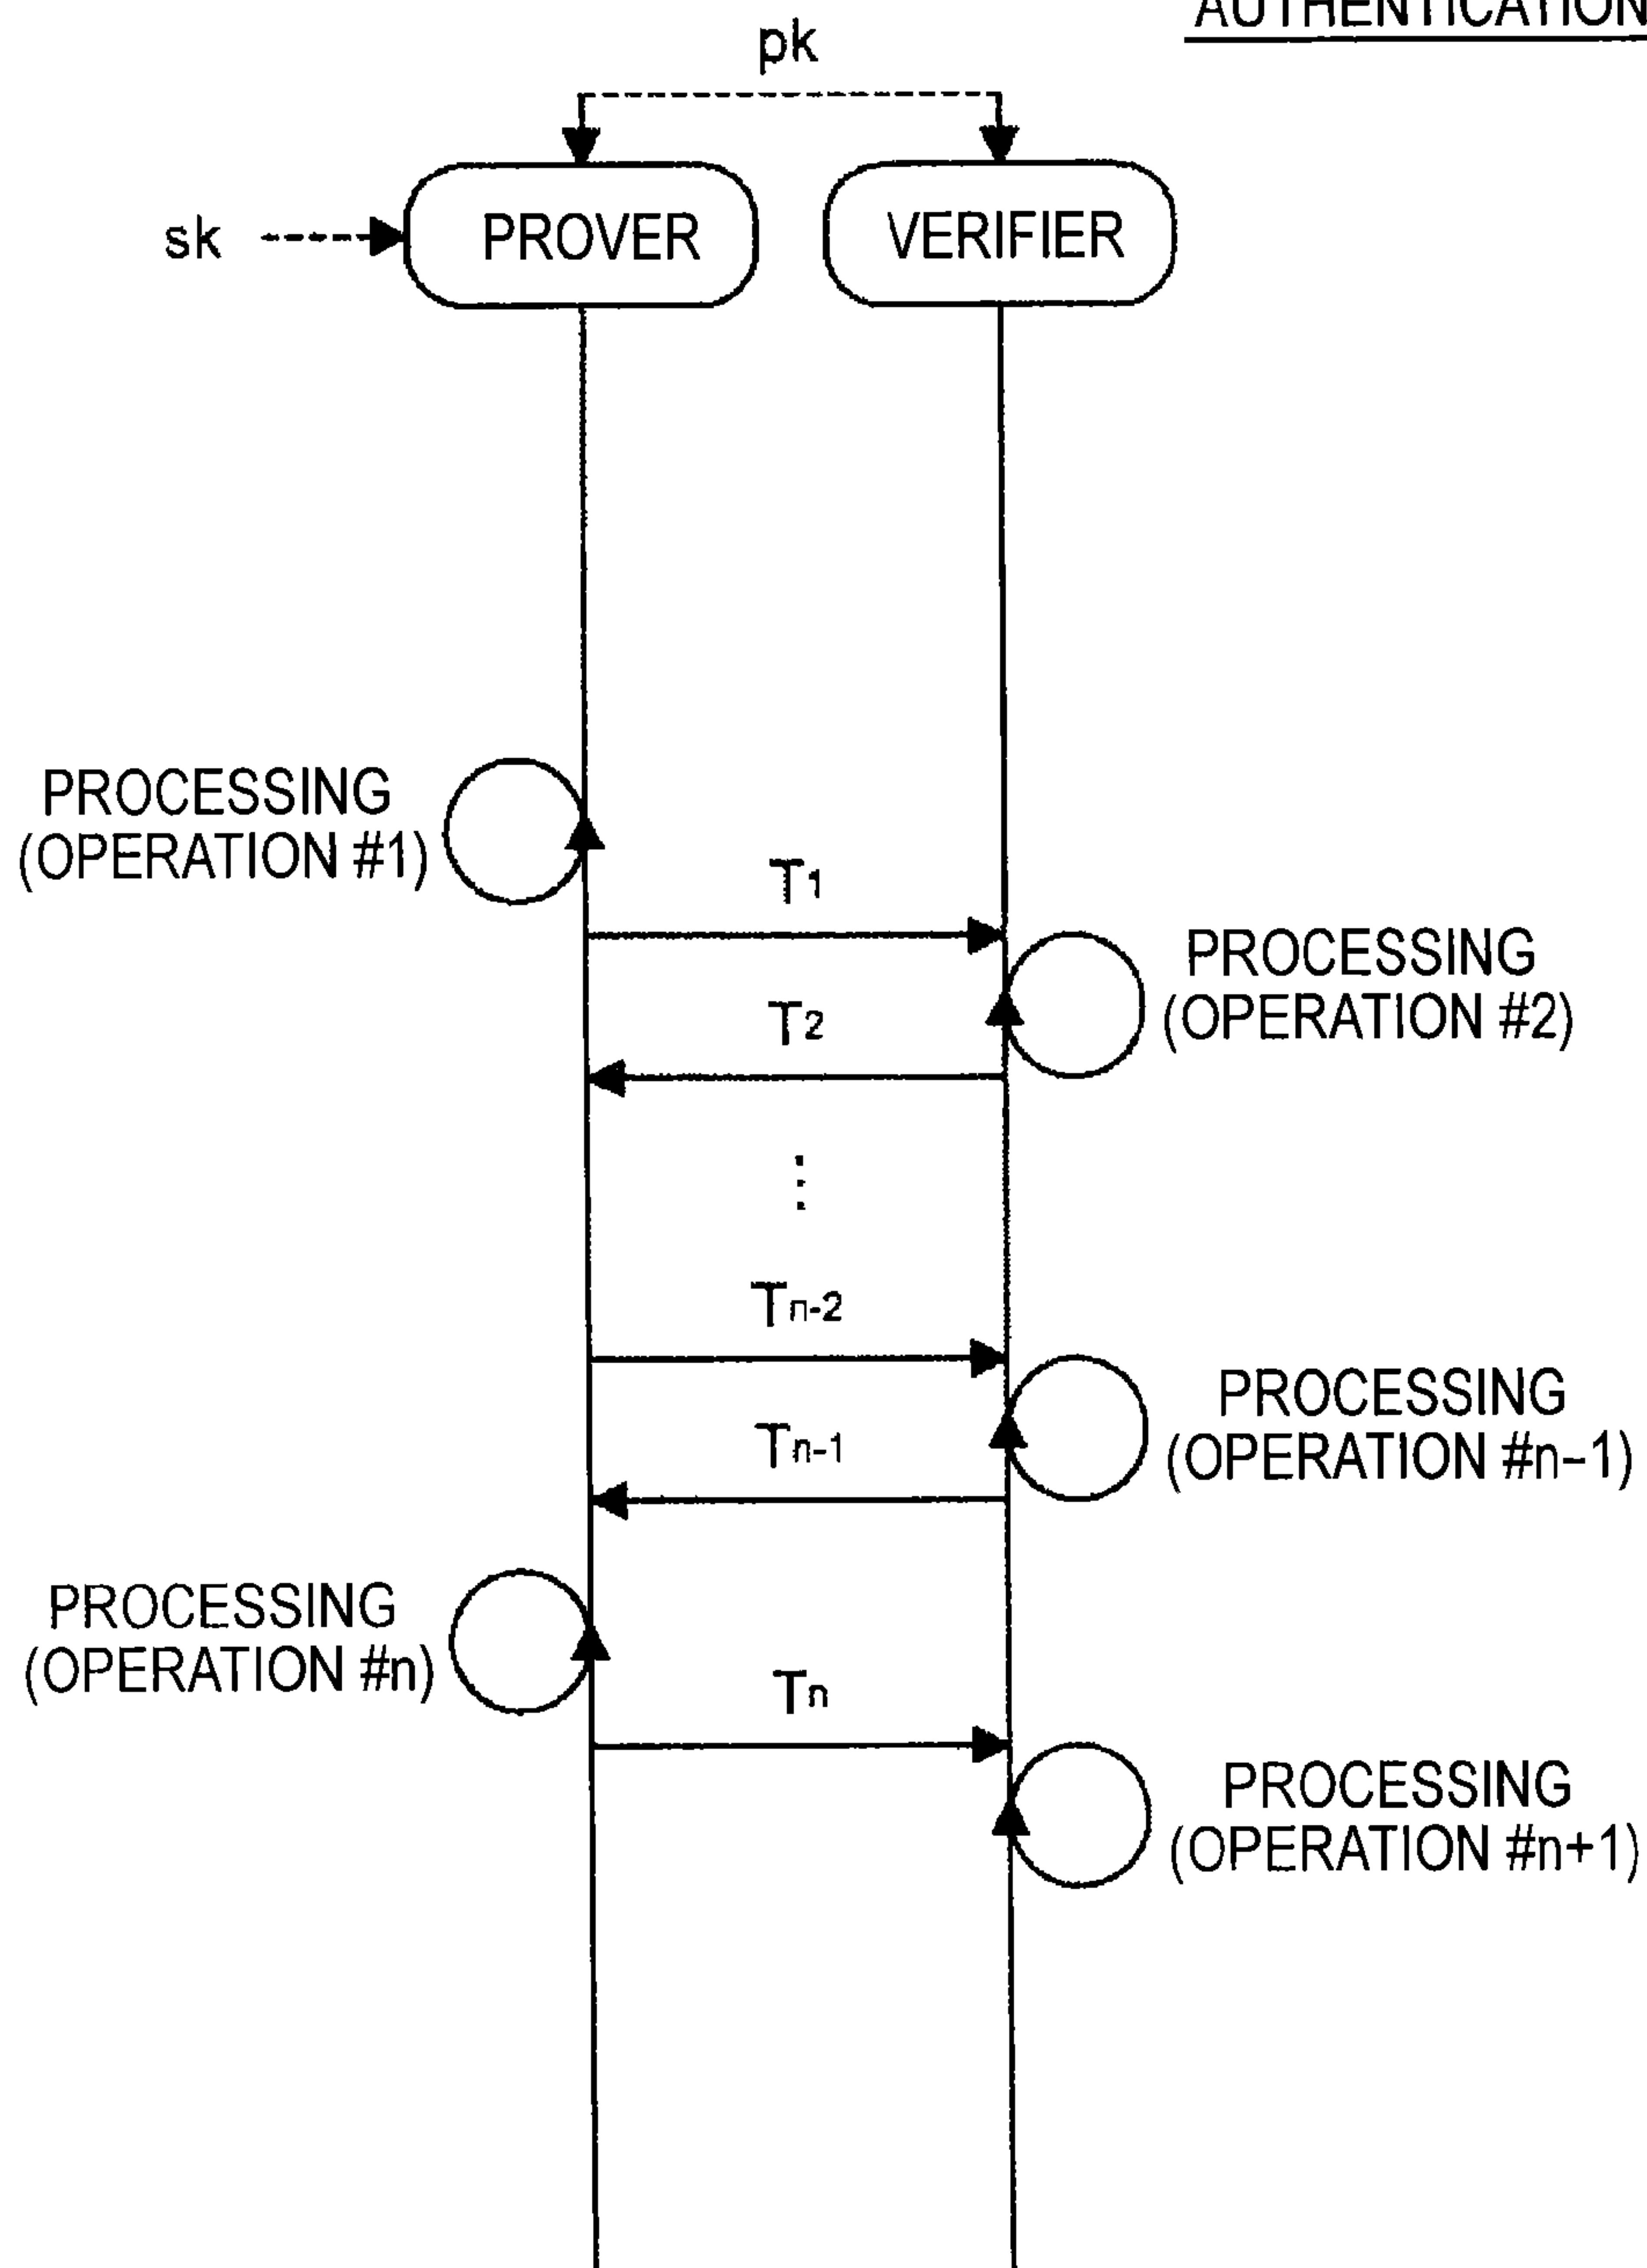 AUTHENTICATION
pk
sk
PROVER
VERIFIER
PROCESSING
(OPERATION #1)
T1
PROCESSING
(OPERATION #2)
T2
⋮
Tn-2
PROCESSING
(OPERATION #n-1)
Tn-1
PROCESSING
(OPERATION #n)
Tn
PROCESSING
(OPERATION #n+1)